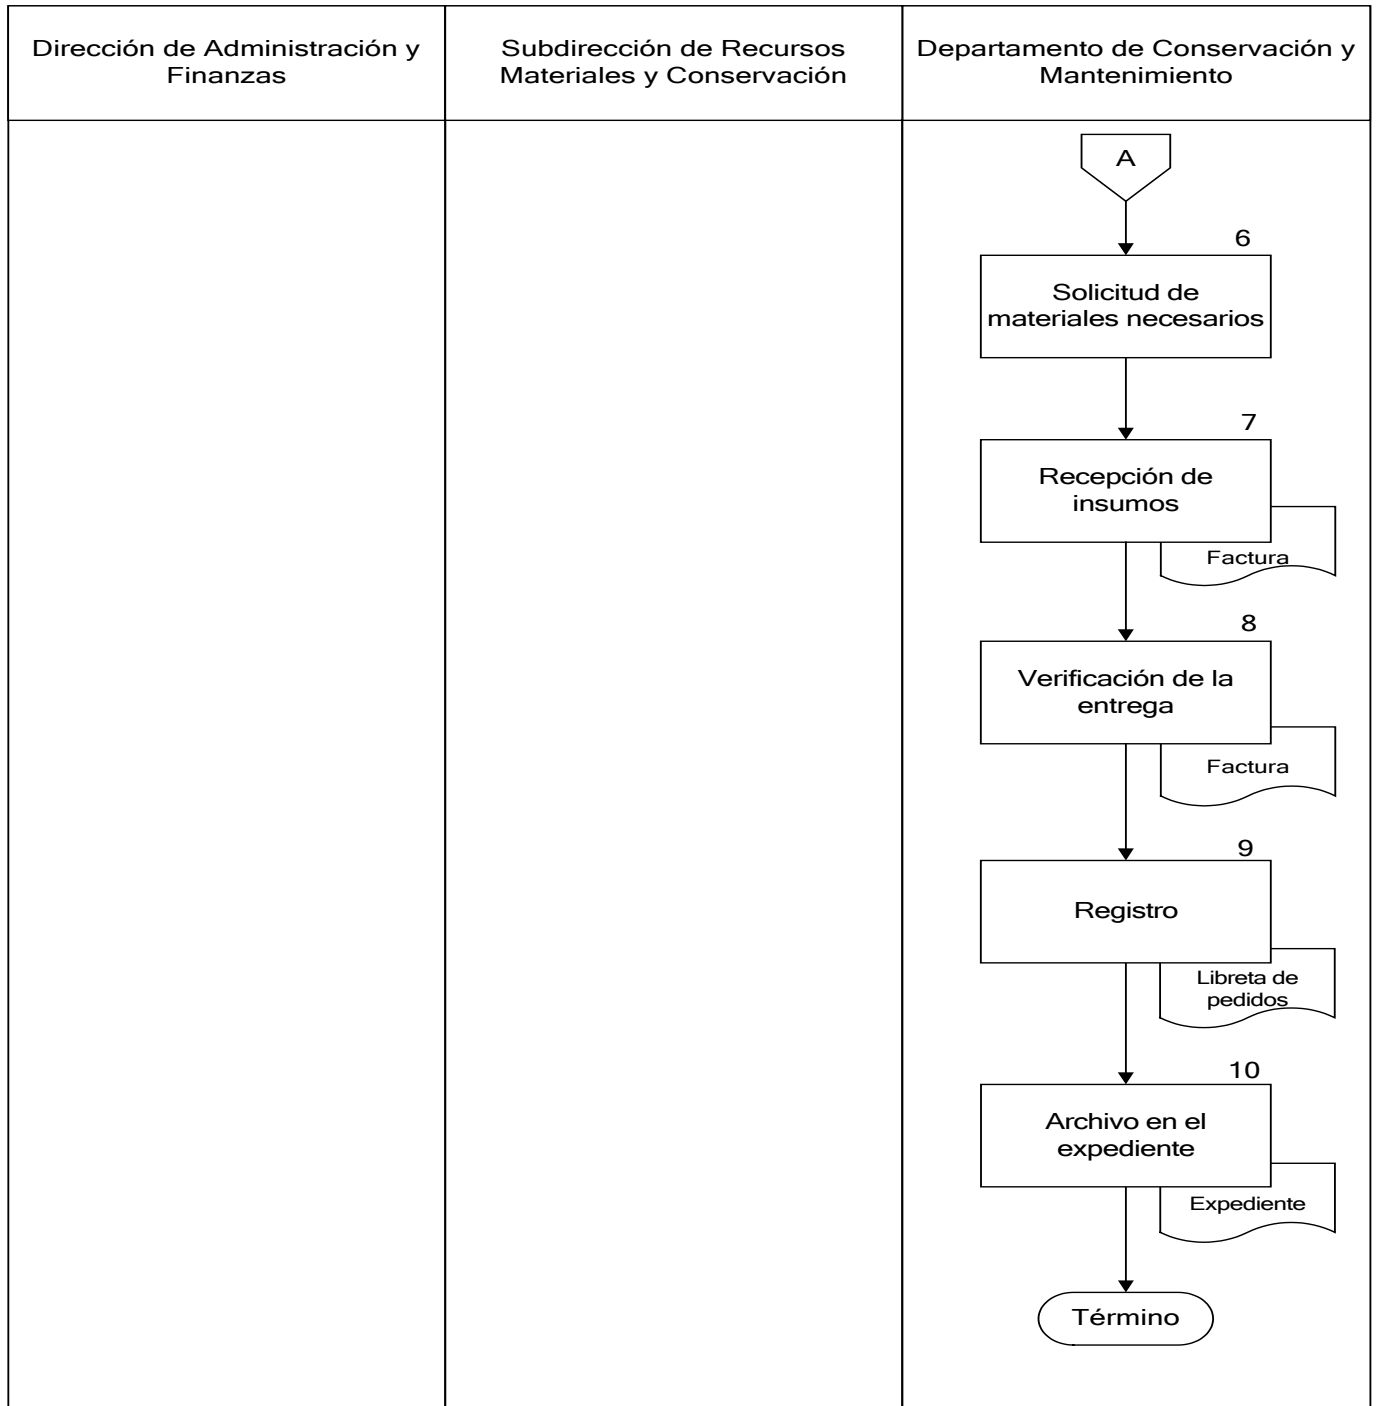 Dirección de Administración y
Finanzas
Subdirección de Recursos
Materiales y Conservación
Departamento de Conservación y
Mantenimiento
A
6
Solicitud de
materiales necesarios
7
Recepción de
insumos
Factura
8
Verificación de la
entrega
Factura
9
Registro
Libreta de
pedidos
10
Archivo en el
expediente
Expediente
Término